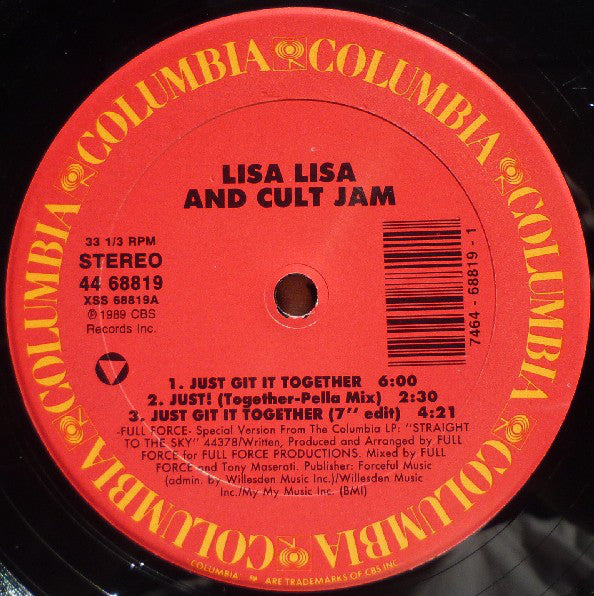 COLUMBIA COLUMBIA COLUMBIA COLUMBIA COLUMBIA COLUMBIA
LISA LISA
AND CULT JAM
33 1/3 RPM
STEREO
44 68819
XSS 68819A
℗ 1989 CBS
Records Inc.
7464 - 68819 - 1
1. JUST GIT IT TOGETHER 6:00
2. JUST! (Together-Pella Mix) 2:30
3. JUST GIT IT TOGETHER (7'' edit) 4:21
-FULL FORCE- Special Version From The Columbia LP: "STRAIGHT
TO THE SKY" 44378/Written, Produced and Arranged by FULL
FORCE for FULL FORCE PRODUCTIONS. Mixed by FULL
FORCE and Tony Maserati. Publisher: Forceful Music
(admin. by Willesden Music Inc.)/Willesden Music
Inc./My My Music Inc. (BMI)
COLUMBIA, ARE TRADEMARKS OF CBS INC.